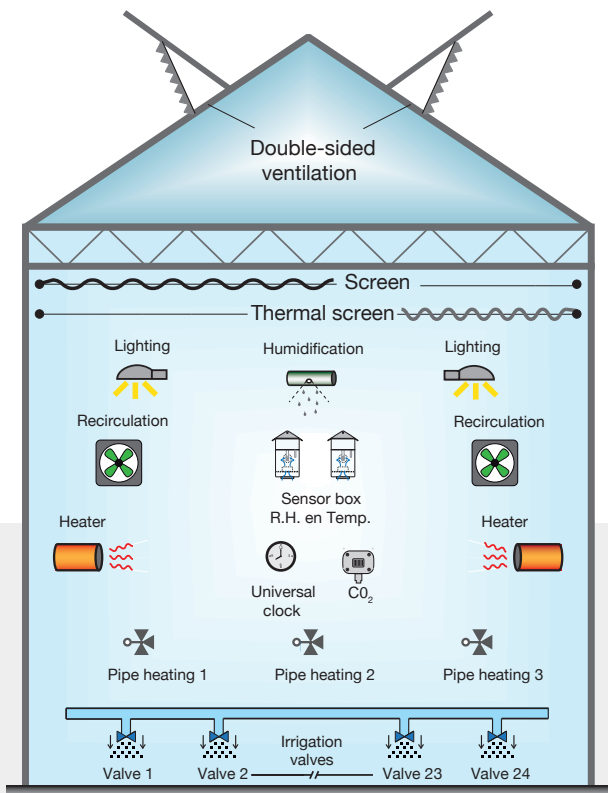 Double-sided
ventilation
Screen
Thermal screen
Lighting
Humidification
Lighting
Recirculation
Recirculation
Sensor box
R.H. en Temp.
Heater
Heater
Universal
clock
C0₂
Pipe heating 1
Pipe heating 2
Pipe heating 3
Irrigation
valves
Valve 1
Valve 2
Valve 23
Valve 24